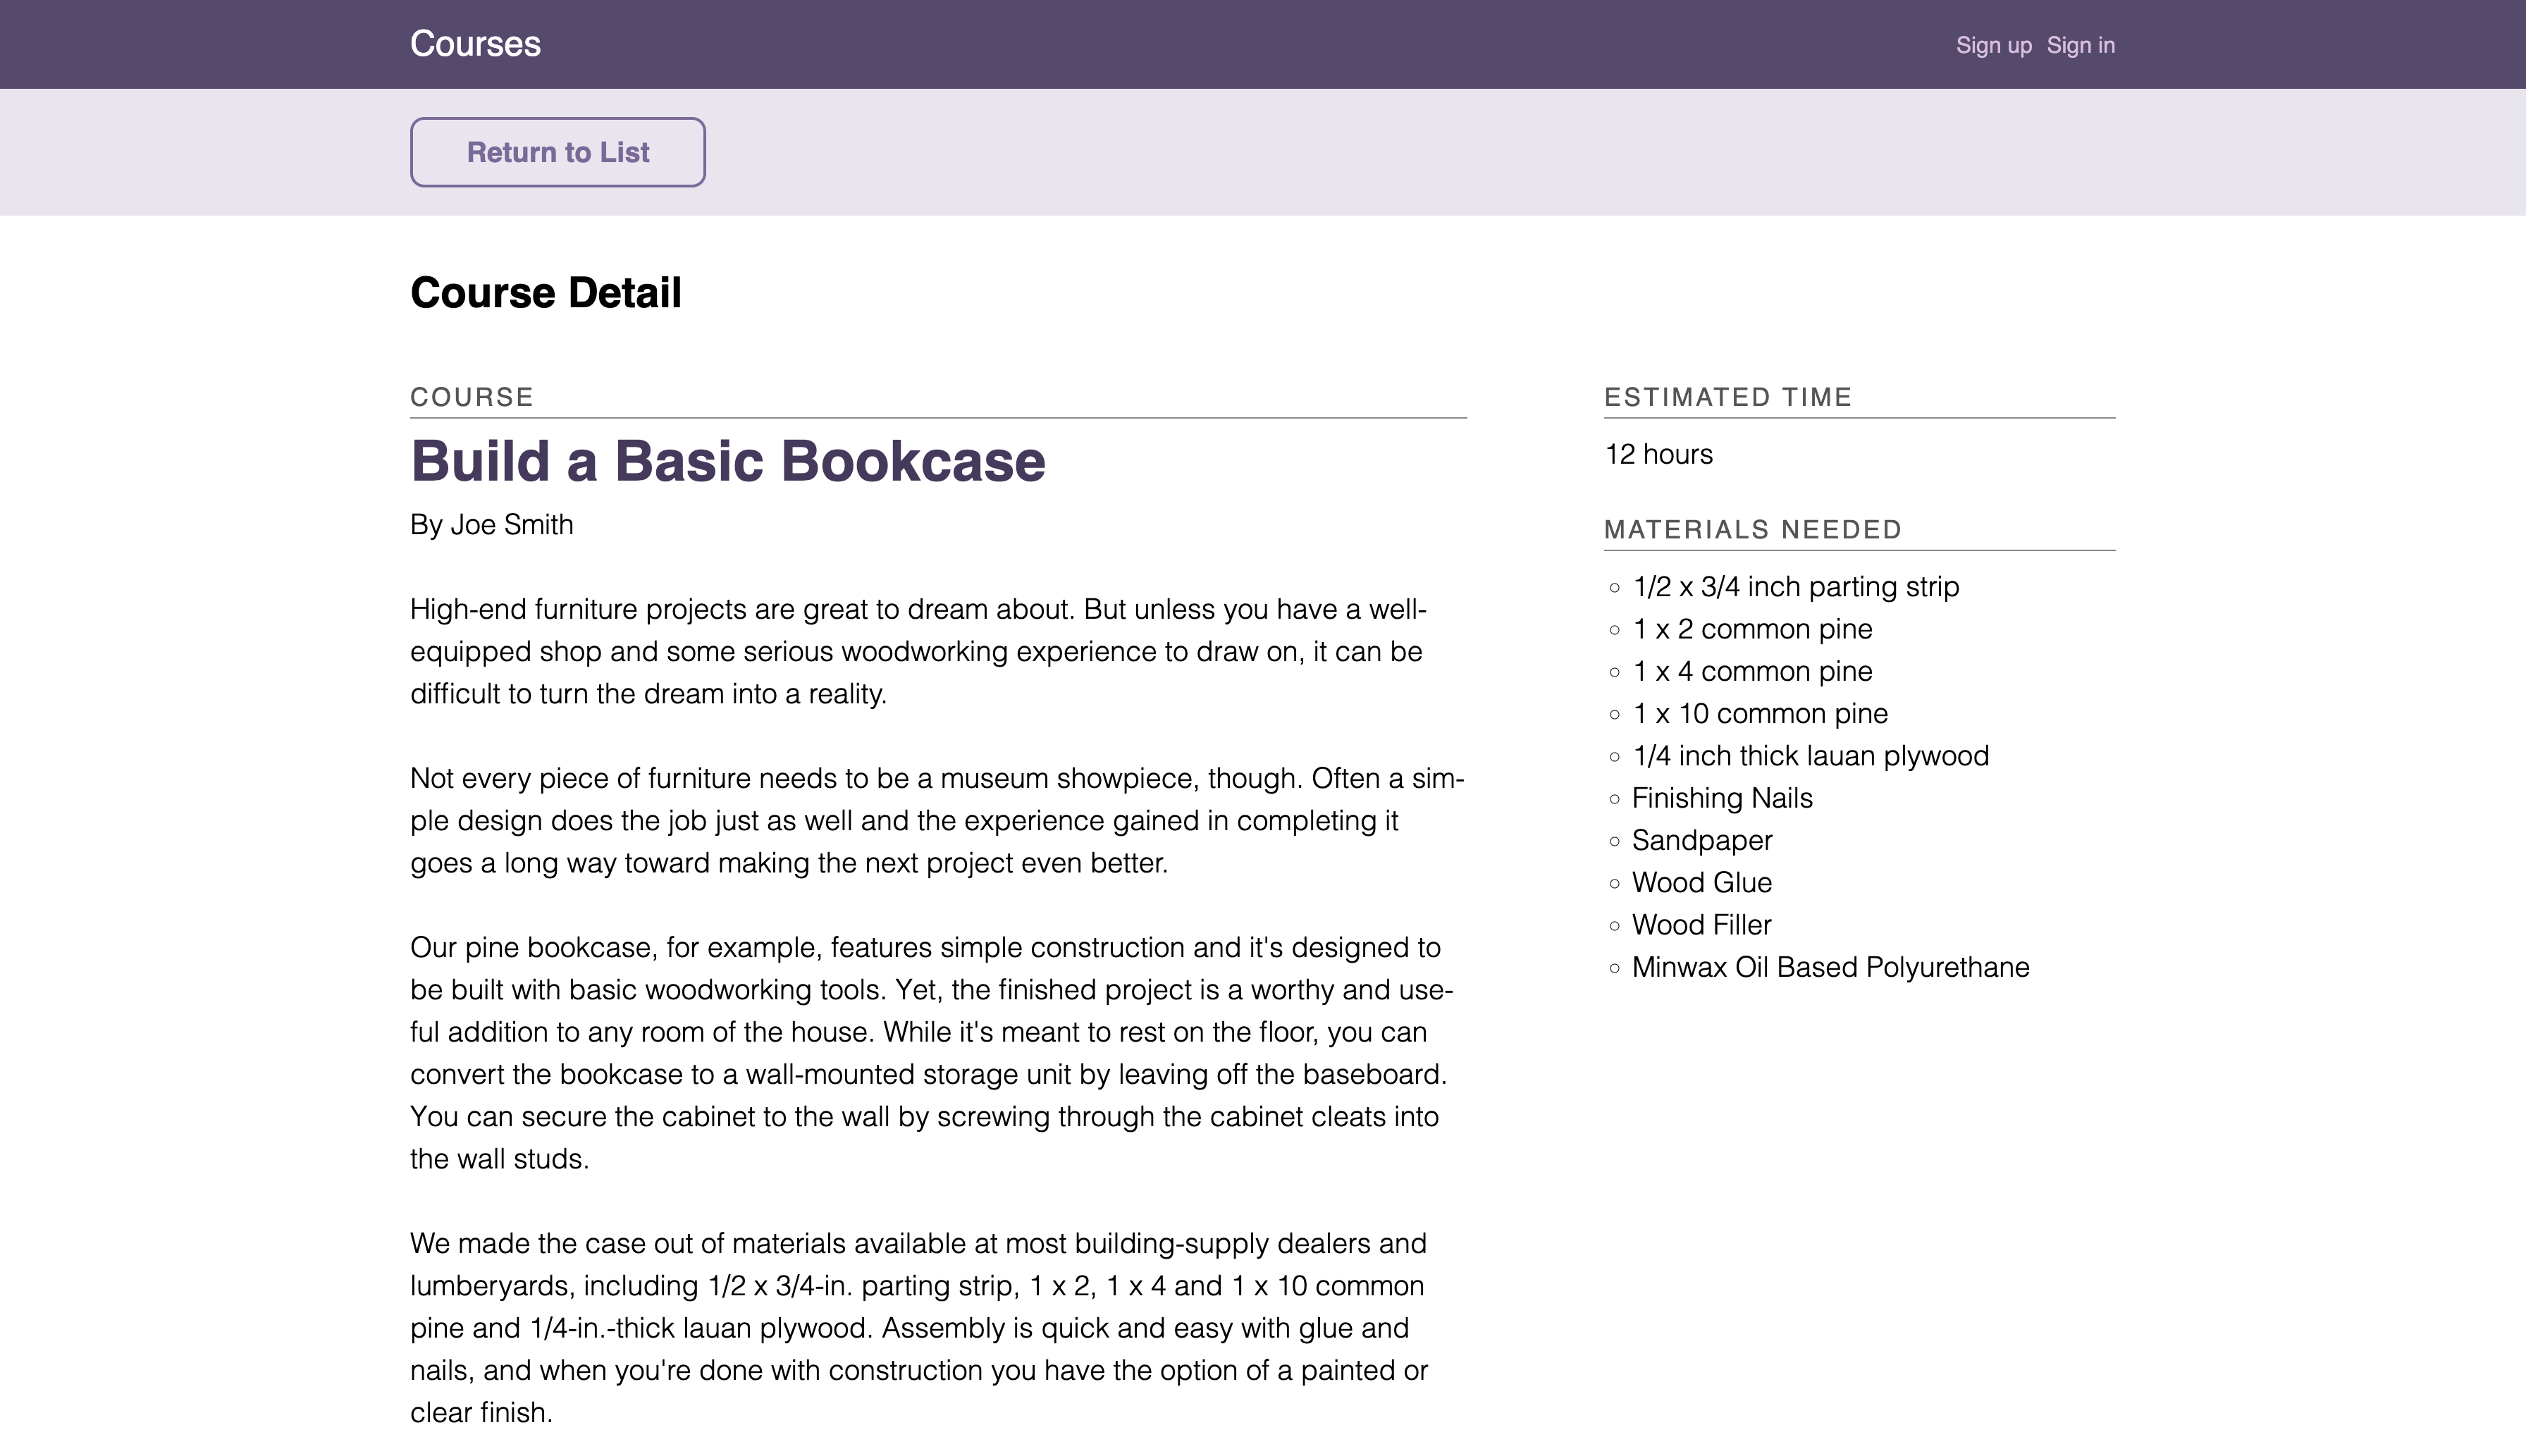 Courses
Sign up Sign in
Return to List
Course Detail
COURSE
Build a Basic Bookcase
By Joe Smith
High-end furniture projects are great to dream about. But unless you have a well-
equipped shop and some serious woodworking experience to draw on, it can be
difficult to turn the dream into a reality.
Not every piece of furniture needs to be a museum showpiece, though. Often a sim-
ple design does the job just as well and the experience gained in completing it
goes a long way toward making the next project even better.
Our pine bookcase, for example, features simple construction and it's designed to
be built with basic woodworking tools. Yet, the finished project is a worthy and use-
ful addition to any room of the house. While it's meant to rest on the floor, you can
convert the bookcase to a wall-mounted storage unit by leaving off the baseboard.
You can secure the cabinet to the wall by screwing through the cabinet cleats into
the wall studs.
We made the case out of materials available at most building-supply dealers and
lumberyards, including 1/2 x 3/4-in. parting strip, 1 x 2, 1 x 4 and 1 x 10 common
pine and 1/4-in.-thick lauan plywood. Assembly is quick and easy with glue and
nails, and when you're done with construction you have the option of a painted or
clear finish.
ESTIMATED TIME
12 hours
MATERIALS NEEDED
1/2 x 3/4 inch parting strip
1 x 2 common pine
1 x 4 common pine
1 x 10 common pine
1/4 inch thick lauan plywood
Finishing Nails
Sandpaper
Wood Glue
Wood Filler
Minwax Oil Based Polyurethane